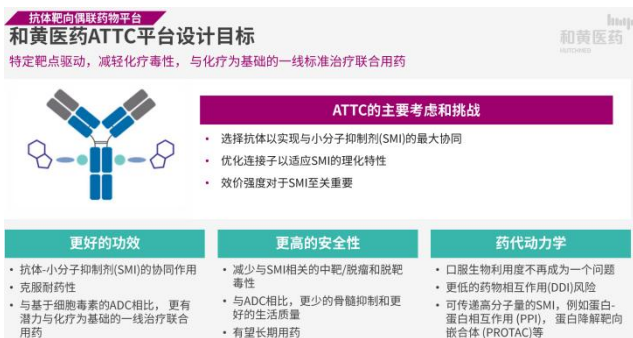 抗体靶向偶联药物平台
和黄医药ATTC平台设计目标
特定靶点驱动，减轻化疗毒性，与化疗为基础的一线标准治疗联合用药
和黄医药
HUTCHMED
ATTC的主要考虑和挑战
• 选择抗体以实现与小分子抑制剂(SMI)的最大协同
• 优化连接子以适应SMI的理化特性
• 效价强度对于SMI至关重要
更好的功效
• 抗体-小分子抑制剂(SMI)的协同作用
• 克服耐药性
• 与基于细胞毒素的ADC相比，更有
潜力与化疗为基础的一线治疗联合
用药
更高的安全性
• 减少与SMI相关的中靶/脱瘤和脱靶
毒性
• 与ADC相比，更少的骨髓抑制和更
好的生活质量
• 有望长期用药
药代动力学
• 口服生物利用度不再成为一个问题
• 更低的药物相互作用(DDI)风险
• 可传递高分子量的SMI，例如蛋白-
蛋白相互作用 (PPI)， 蛋白降解靶向
嵌合体 (PROTAC)等